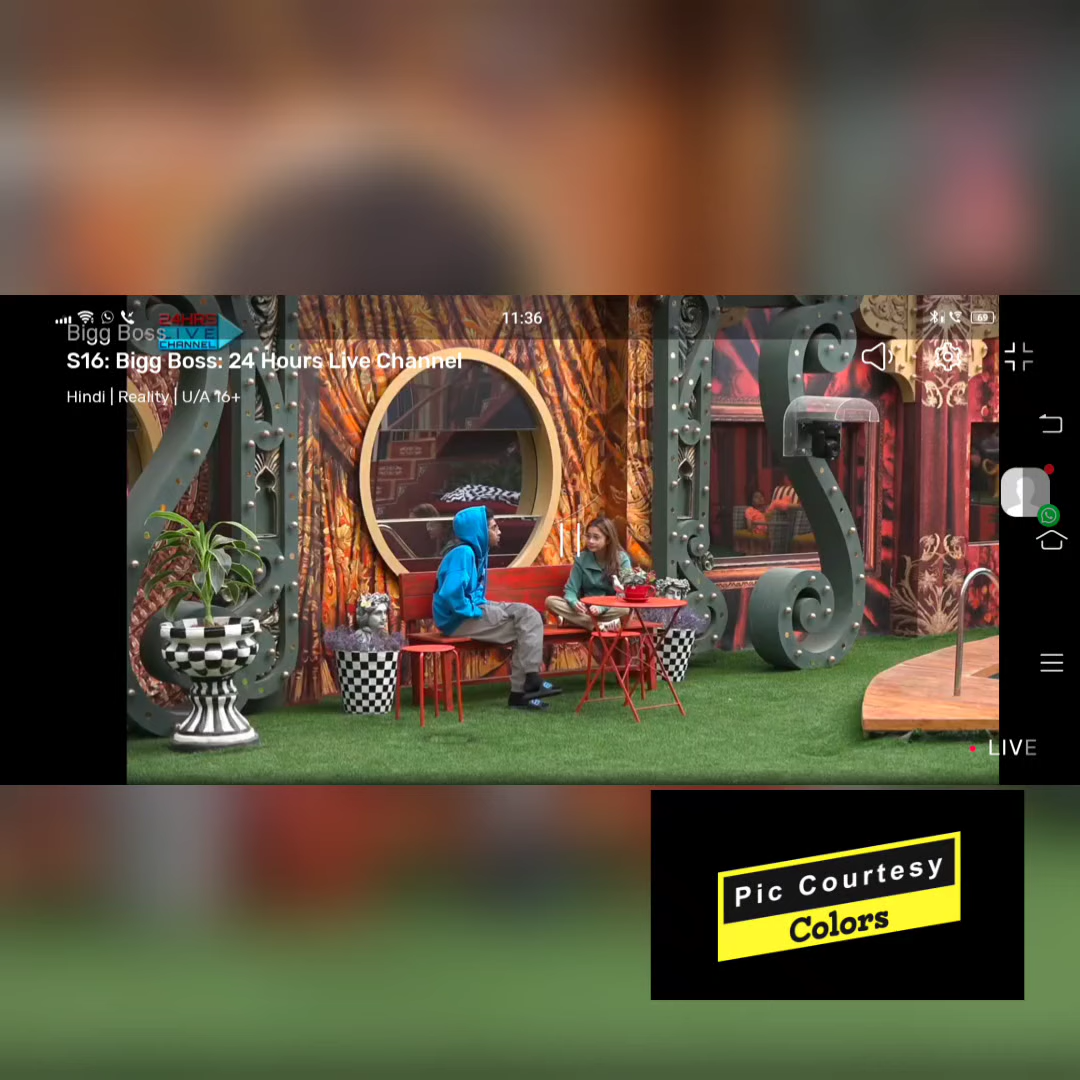 11:36
69
Bigg Boss
24HRS
LIVE
CHANNEL
S16: Bigg Boss: 24 Hours Live Channel
Hindi | Reality | U/A 16+
LIVE
Pic Courtesy
Colors